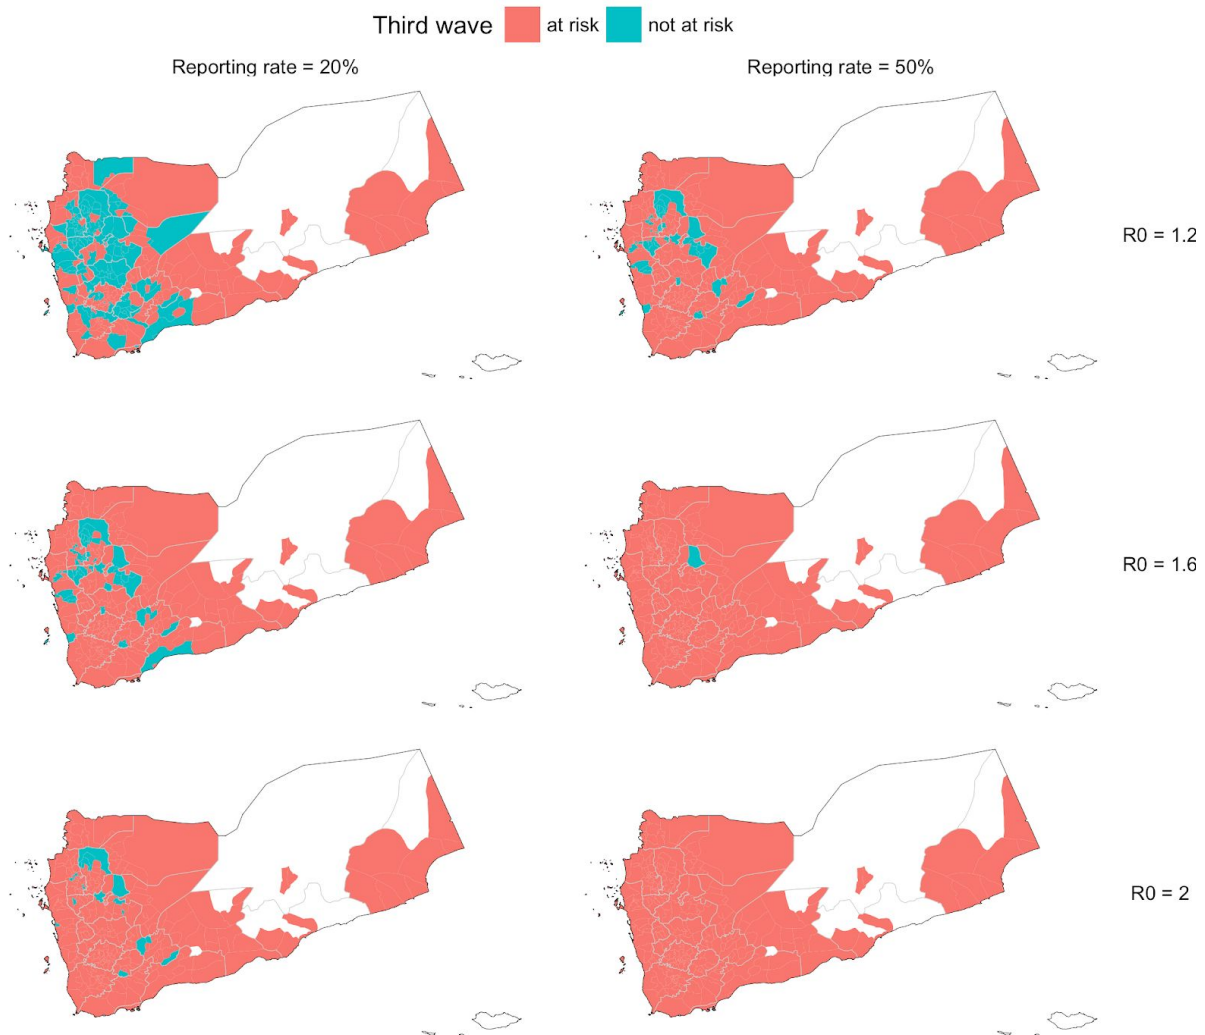 Third wave at risk not at risk
Reporting rate = 20% Reporting rate = 50%
R0 = 1.2
R0 = 1.6
R0 = 2